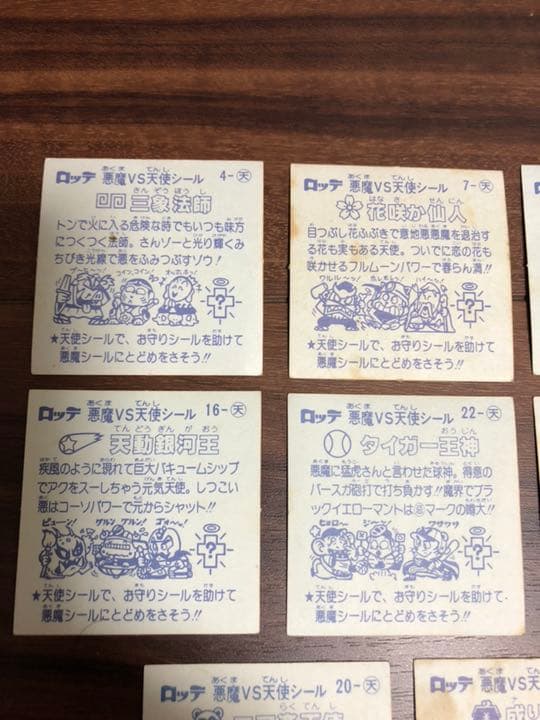 ロッテ 悪魔VS天使シール 4-天
三象法師
トンで火に入る危険な時でもいつも味方
につくつく法師。さんゾーと光り輝くみ
ちびき光線で悪をふみつぶすゾウ!
★天使シールで、お守りシールを助けて
悪魔シールにとどめをさそう!!
ロッテ 悪魔VS天使シール 7-天
花咲か仙人
目つぶし花ふぶきで意地悪悪魔を退治す
る花も実もある天使。ついでに恋の花も
咲かせるフルムーンパワーで春らん満!!
★天使シールで、お守りシールを助けて
悪魔シールにとどめをさそう!!
ロッテ 悪魔VS天使シール 16-天
天動銀河王
疾風のように現れて巨大バキュームシップ
でアクをスーしちゃう元気天使。しつこい
悪はコーソパワーで元からシャット!!
ビューン! グルン グルン!
★天使シールで、お守りシールを助けて
悪魔シールにとどめをさそう!!
ロッテ 悪魔VS天使シール 22-天
タイガー王神
悪魔に猛虎さんと言わせた球神。得意の
バースが砲打で打ち負かす!!魔界でブラ
ックイエローマントは マークの噂大!!
★天使シールで、お守りシールを助けて
悪魔シールにとどめをさそう!!
ロッテ 悪魔VS天使シール 20-天
ロッテ 悪魔VS天